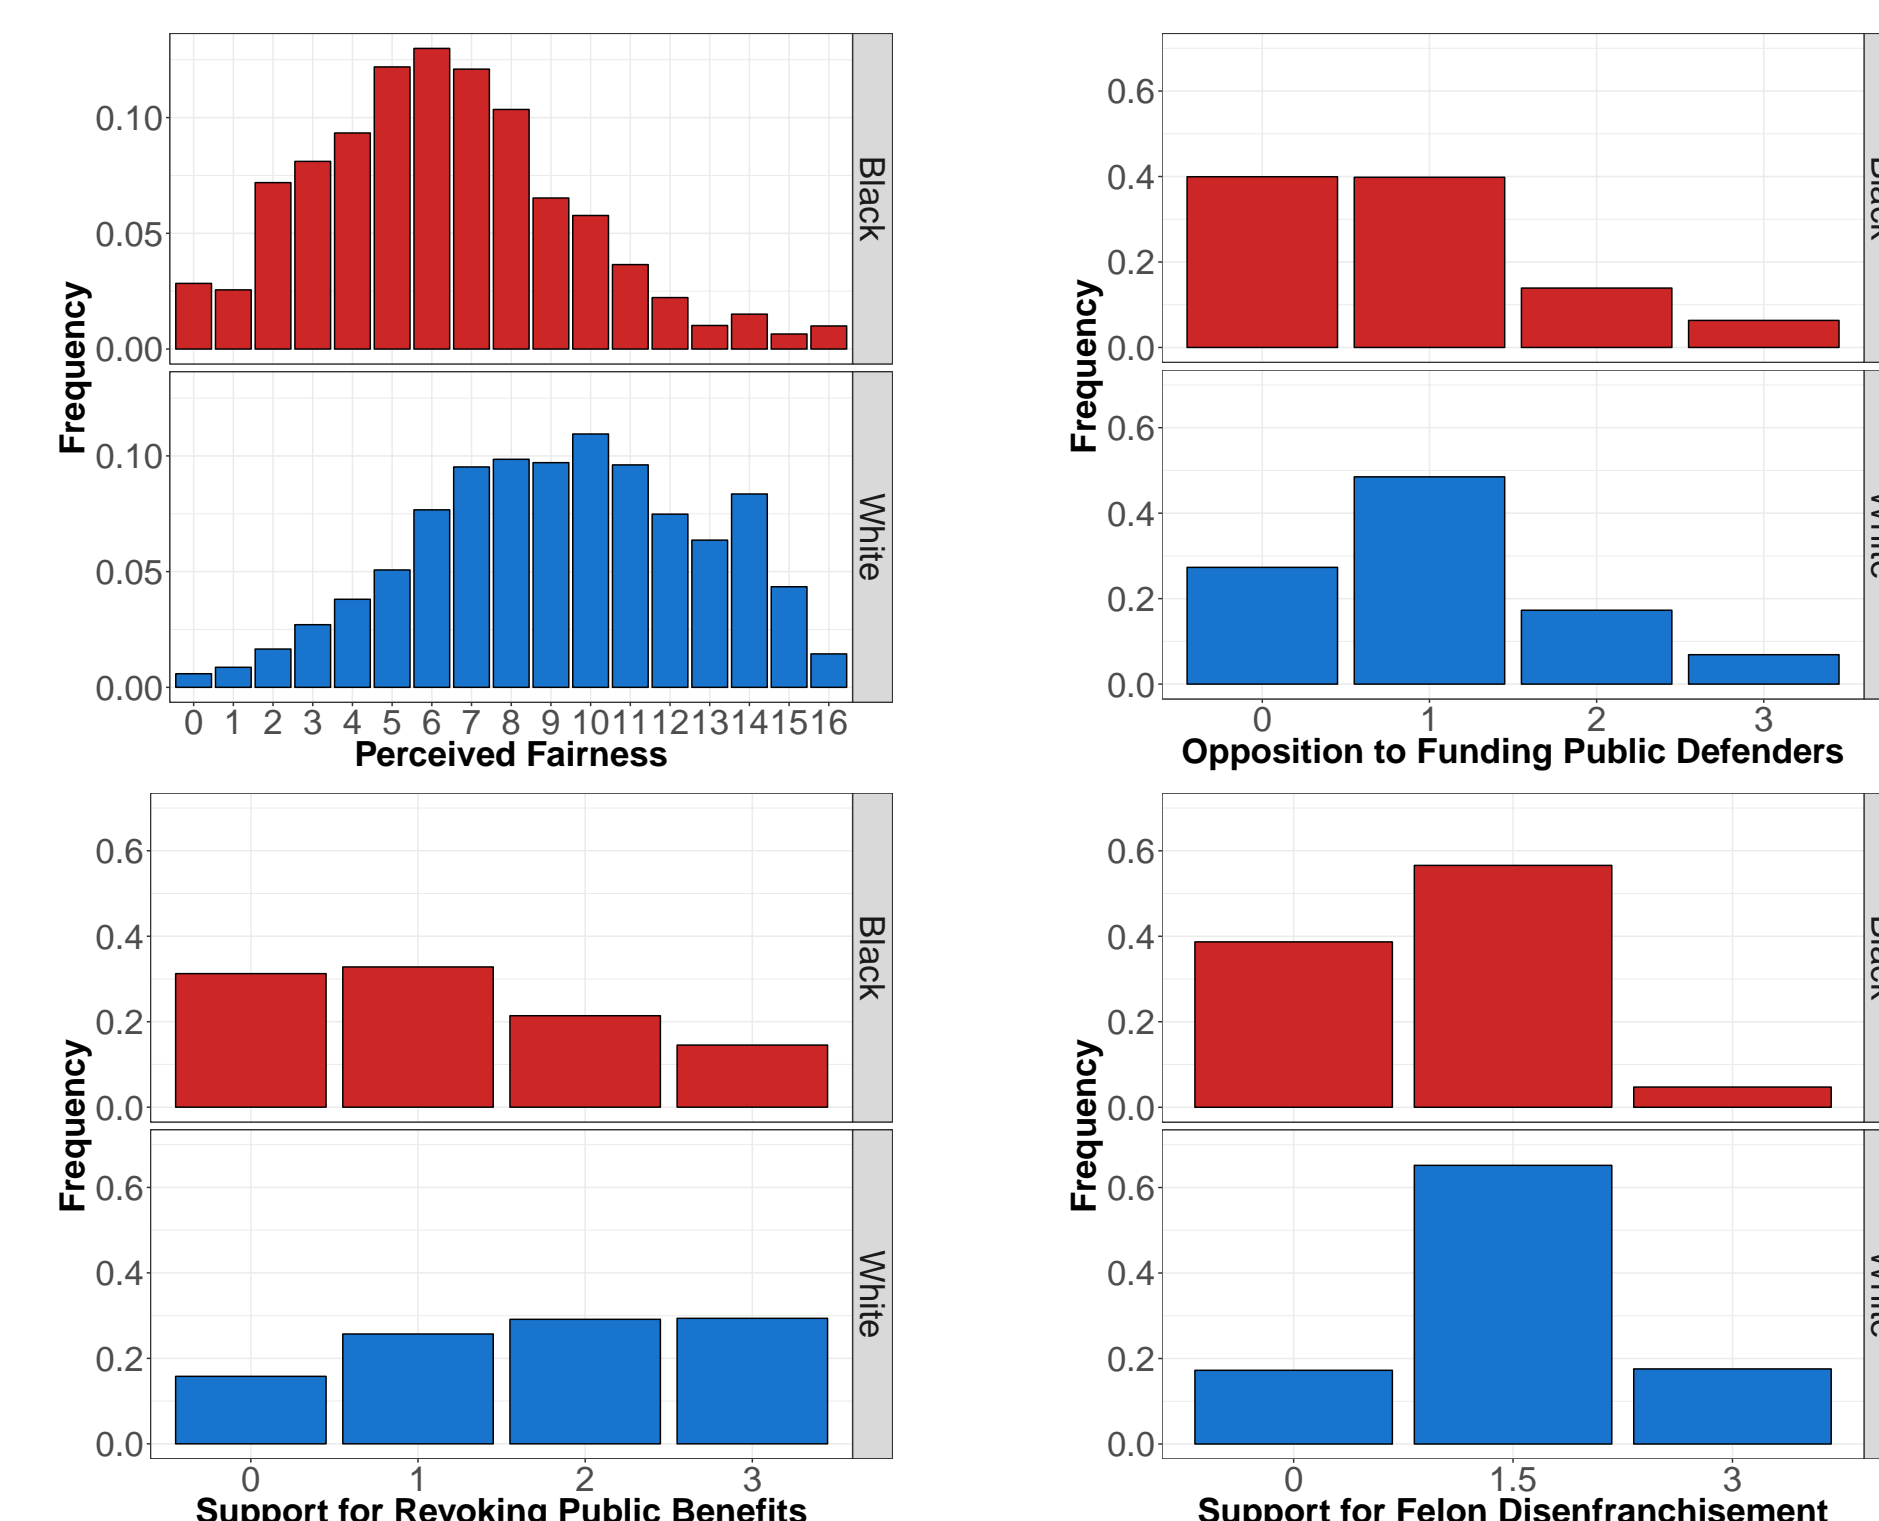 0.10
0.05
0.00
Black
0.10
0.05
0.00
White
Frequency
0 1 2 3 4 5 6 7 8 9 10 11 12 13 14 15 16
Perceived Fairness
0.6
0.4
0.2
0.0
Black
0.6
0.4
0.2
0.0
White
Frequency
0 1 2 3
Opposition to Funding Public Defenders
0.6
0.4
0.2
0.0
Black
0.6
0.4
0.2
0.0
White
Frequency
0 1 2 3
Support for Revoking Public Benefits
0.6
0.4
0.2
0.0
Black
0.6
0.4
0.2
0.0
White
Frequency
0 1.5 3
Support for Felon Disenfranchisement